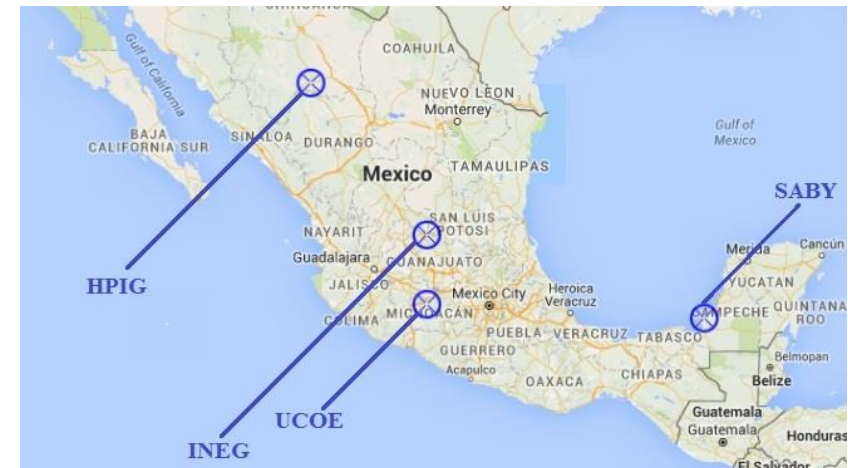 CHIHUAHUA
COAHUILA
Gulf of California
NUEVO LEON
Monterrey
Gulf of
Mexico
BAJA
CALIFORNIA SUR
SINALOA
DURANGO
Mexico
TAMAULIPAS
SABY
SAN LUIS
POTOSI
NAYARIT
Merida
Cancún
Guadalajara
GUANAJUATO
HPIG
JALISCO
YUCATAN
Mexico City
Heroica
Veracruz
CAMPECHE
QUINTANA
ROO
COLIMA
MICHOACÁN
PUEBLA
VERACRUZ
TABASCO
GUERRERO
Belmopan
Acapulco
OAXACA
CHIAPAS
Belize
UCOE
Guatemala
Guatemala
Honduras
INEG
El Salvador